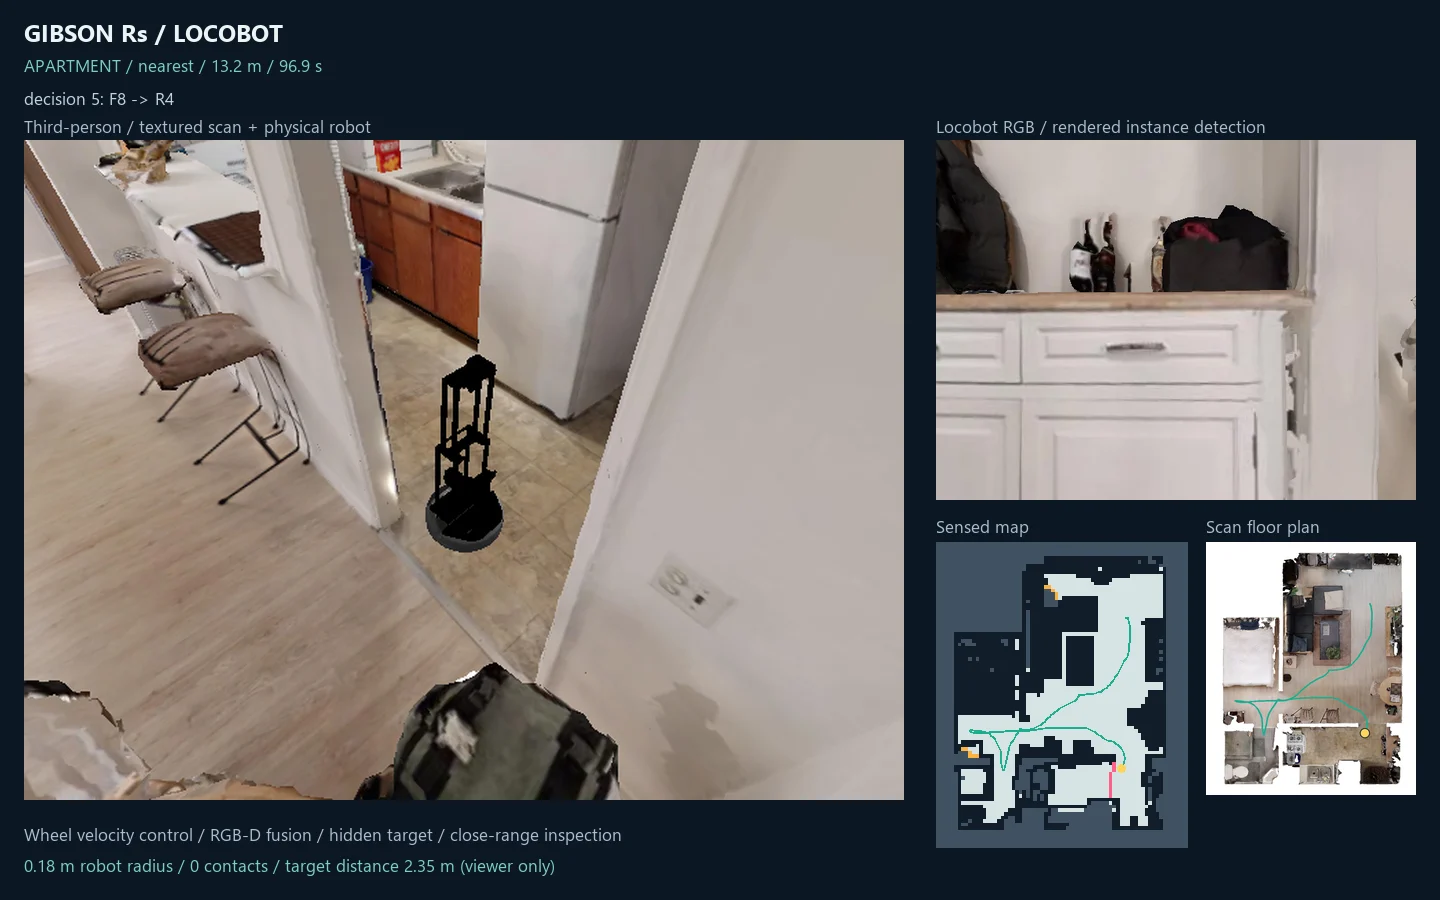 GIBSON Rs / LOCOBOT
APARTMENT / nearest / 13.2 m / 96.9 s
decision 5: F8 -> R4
Third-person / textured scan + physical robot
Locobot RGB / rendered instance detection
Sensed map
Scan floor plan
Wheel velocity control / RGB-D fusion / hidden target / close-range inspection
0.18 m robot radius / 0 contacts / target distance 2.35 m (viewer only)